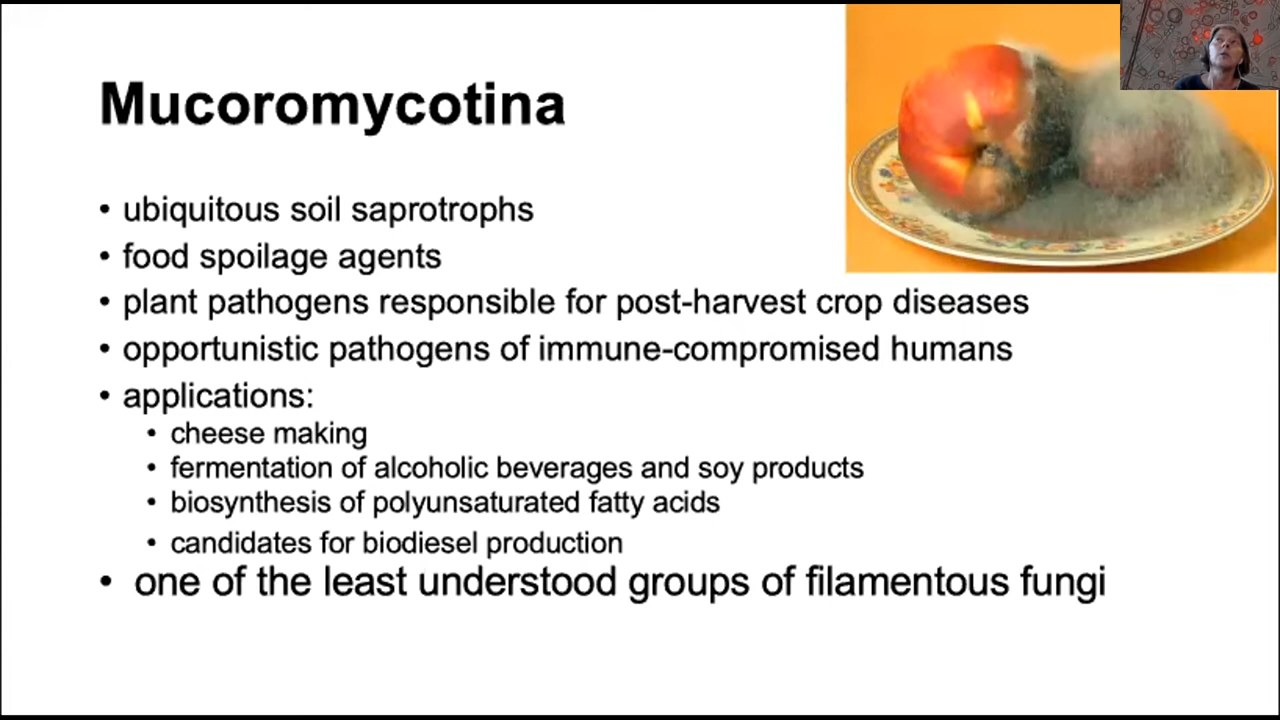 Mucoromycotina
• ubiquitous soil saprotrophs
• food spoilage agents
• plant pathogens responsible for post-harvest crop diseases
• opportunistic pathogens of immune-compromised humans
• applications:
• cheese making
• fermentation of alcoholic beverages and soy products
• biosynthesis of polyunsaturated fatty acids
• candidates for biodiesel production
• one of the least understood groups of filamentous fungi